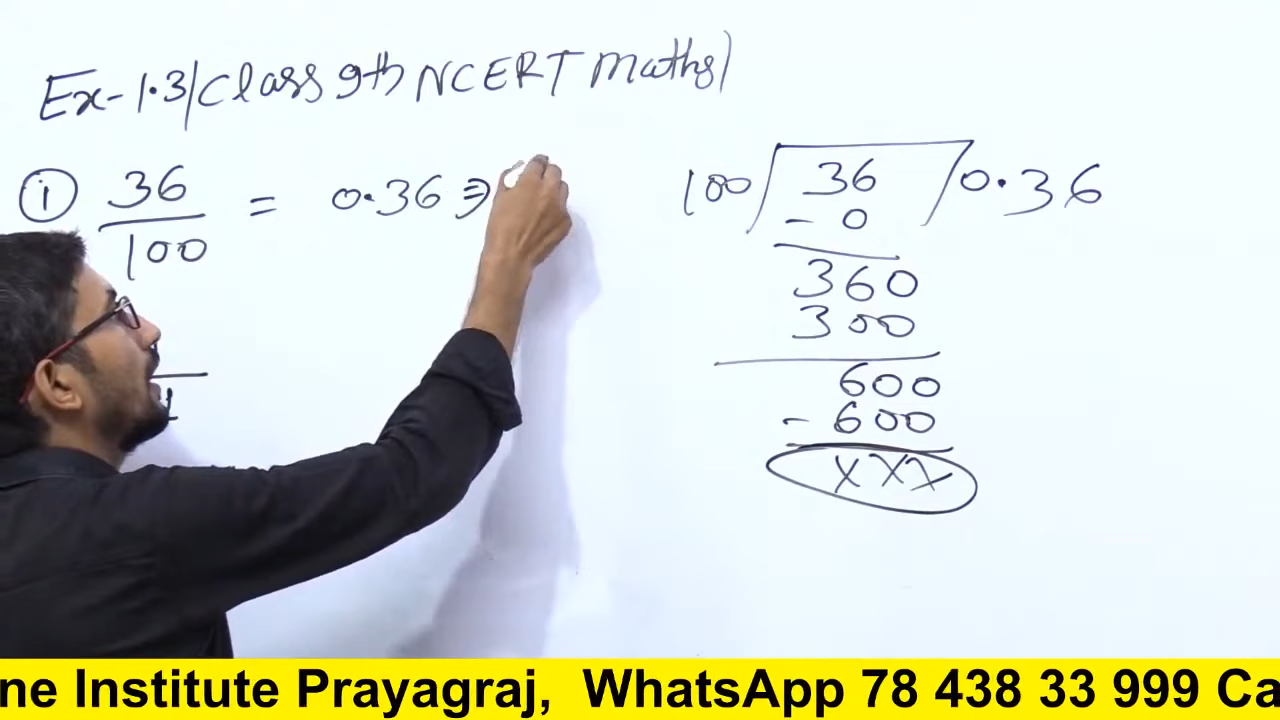 Ex-1.3/Class 9th NCERT Maths)
i 36/100 = 0.36 ⇒
100 36 0.36
- 0
360
300
600
- 600
XXX
1
ne Institute Prayagraj, WhatsApp 78 438 33 999 Ca